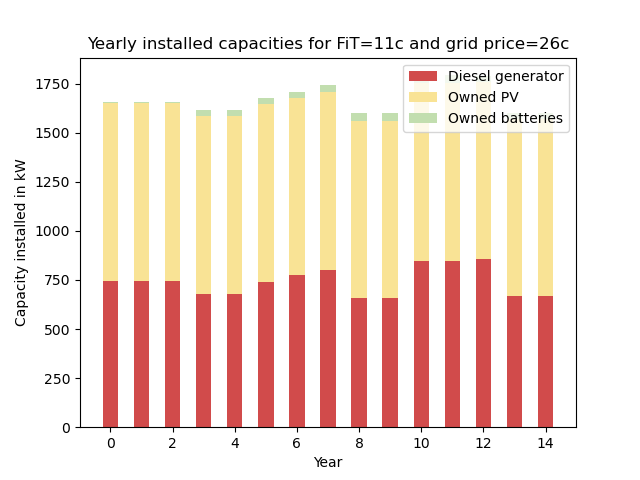 Yearly installed capacities for FiT=11c and grid price=26c
Diesel generator
Owned PV
Owned batteries
Capacity installed in kW
1750
1500
1250
1000
750
500
250
0
0 2 4 6 8 10 12 14
Year